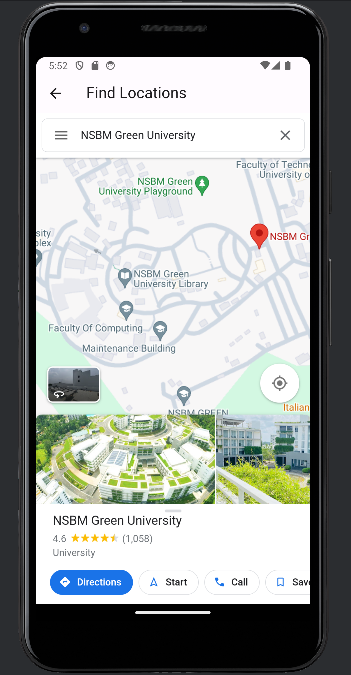 5:52
Find Locations
NSBM Green University
Faculty of Techn
University o
NSBM Green
University Playground
NSBM Gr
sity
plex
NSBM Green
University Library
Faculty Of Computing
Maintenance Building
NSBM GREEN
Italian
NSBM Green University
4.6 (1,058)
University
Directions
Start
Call
Save